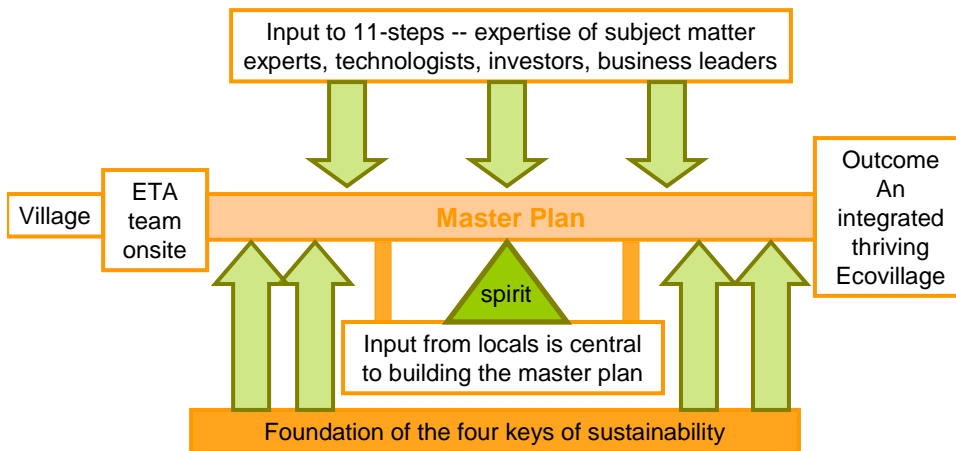 Input to 11-steps -- expertise of subject matter
experts, technologists, investors, business leaders
Village
ETA
team
onsite
Master Plan
Outcome
An
integrated
thriving
Ecovillage
spirit
Input from locals is central
to building the master plan
Foundation of the four keys of sustainability